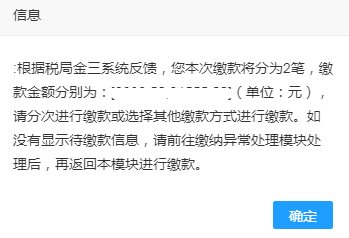 信息
:根据税局金三系统反馈，您本次缴款将分为2笔，缴
款金额分别为：[ ]（单位：元），
请分次进行缴款或选择其他缴款方式进行缴款。如
没有显示待缴款信息，请前往缴纳异常处理模块处
理后，再返回本模块进行缴款。
确定